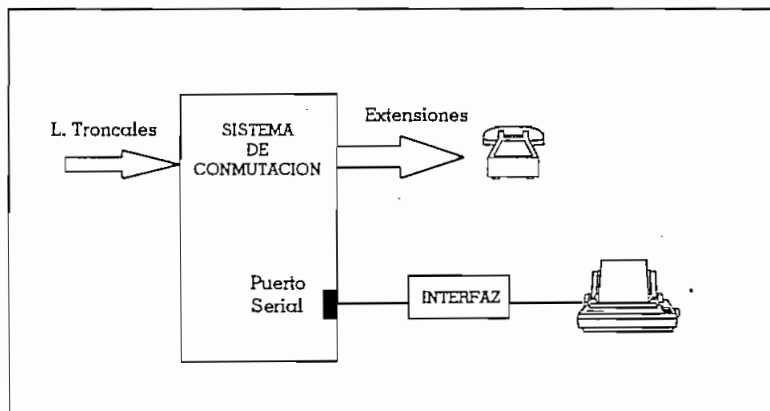 L. Troncales
SISTEMA
DE
CONMUTACION
Extensiones
Puerto
Serial
INTERFAZ